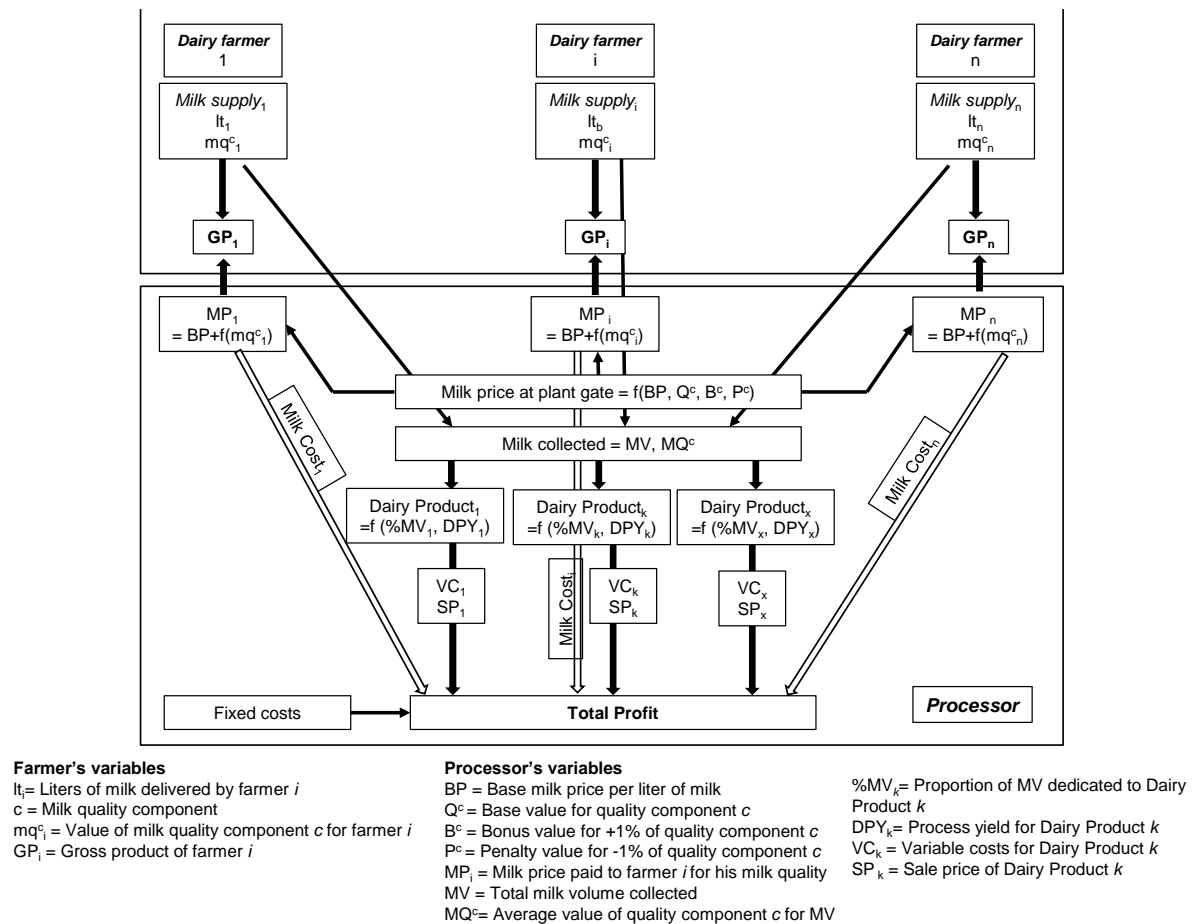 Dairy farmer
1
Dairy farmer
i
Dairy farmer
n
Milk supply₁
lt₁
mqᶜ₁
Milk supplyᵢ
lt_b
mqᶜᵢ
Milk supplyₙ
ltₙ
mqᶜₙ
GP₁
GPᵢ
GPₙ
MP₁
= BP+f(mqᶜ₁)
MPᵢ
= BP+f(mqᶜᵢ)
MPₙ
= BP+f(mqᶜₙ)
Milk price at plant gate = f(BP, Qᶜ, Bᶜ, Pᶜ)
Milk collected = MV, MQᶜ
Milk Cost₁
Milk Costᵢ
Milk Costₙ
Dairy Product₁
=f (%MV₁, DPY₁)
Dairy Productₖ
=f (%MVₖ, DPYₖ)
Dairy Productₓ
=f (%MVₓ, DPYₓ)
VC₁
SP₁
VCₖ
SPₖ
VCₓ
SPₓ
Fixed costs
Total Profit
Processor
Farmer's variables
ltᵢ= Liters of milk delivered by farmer i
c = Milk quality component
mqᶜᵢ = Value of milk quality component c for farmer i
GPᵢ = Gross product of farmer i
Processor's variables
BP = Base milk price per liter of milk
Qᶜ = Base value for quality component c
Bᶜ = Bonus value for +1% of quality component c
Pᶜ = Penalty value for -1% of quality component c
MPᵢ = Milk price paid to farmer i for his milk quality
MV = Total milk volume collected
MQᶜ= Average value of quality component c for MV
%MVₖ= Proportion of MV dedicated to Dairy
Product k
DPYₖ= Process yield for Dairy Product k
VCₖ = Variable costs for Dairy Product k
SPₖ = Sale price of Dairy Product k